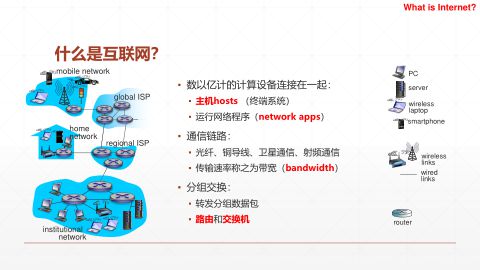 What is Internet?
什么是互联网?
mobile network
global ISP
home
network
regional ISP
institutional
network
• 数以亿计的计算设备连接在一起：
• 主机hosts （终端系统）
• 运行网络程序（network apps）
• 通信链路：
• 光纤、铜导线、卫星通信、射频通信
• 传输速率称之为带宽（bandwidth）
• 分组交换：
• 转发分组数据包
• 路由和交换机
PC
server
wireless
laptop
smartphone
wireless
links
wired
links
router